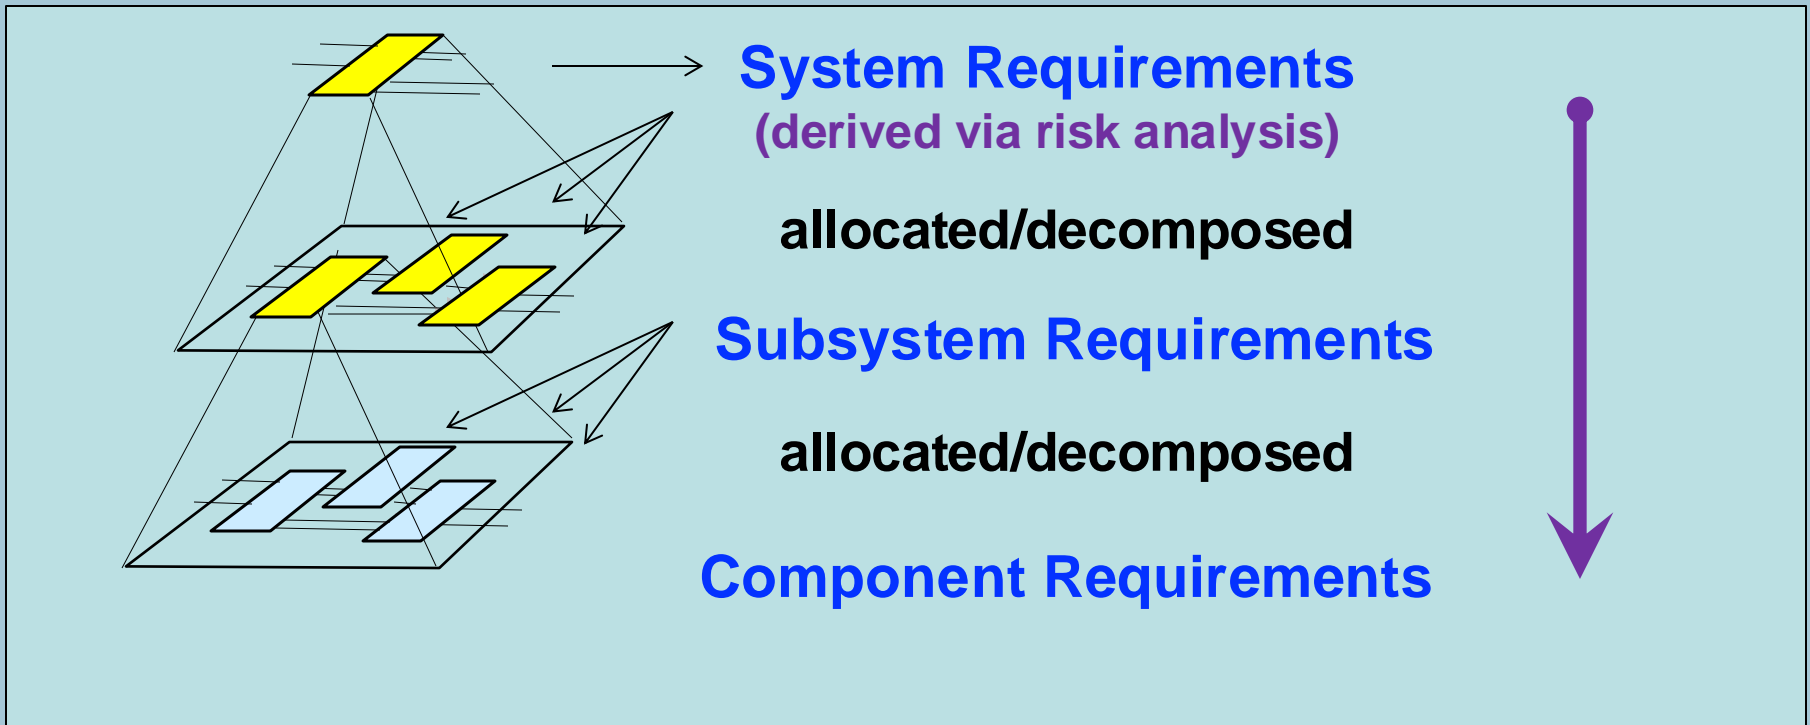 System Requirements
(derived via risk analysis)
allocated/decomposed
Subsystem Requirements
allocated/decomposed
Component Requirements